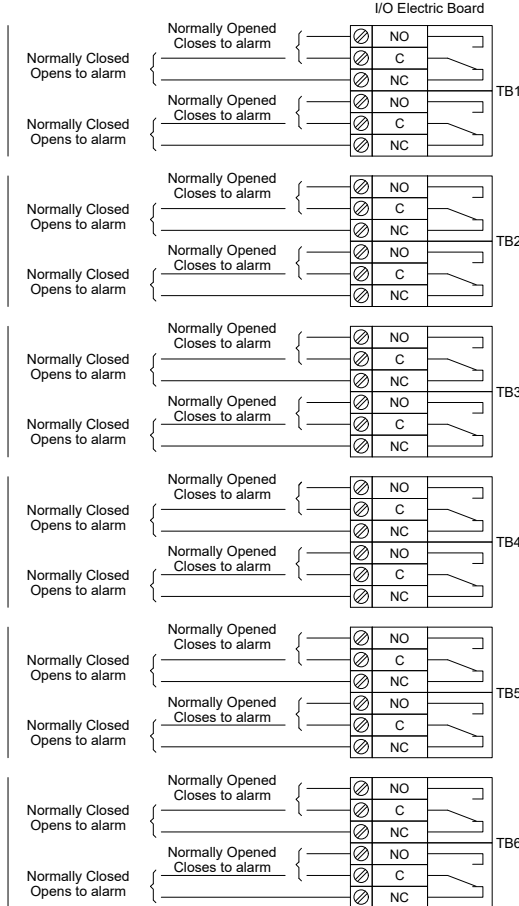 I/O Electric Board
Normally Opened
Closes to alarm
NO
Normally Closed
Opens to alarm
C
NC
TB1
Normally Opened
Closes to alarm
NO
Normally Closed
Opens to alarm
C
NC
Normally Opened
Closes to alarm
NO
Normally Closed
Opens to alarm
C
NC
TB2
Normally Opened
Closes to alarm
NO
Normally Closed
Opens to alarm
C
NC
Normally Opened
Closes to alarm
NO
Normally Closed
Opens to alarm
C
NC
TB3
Normally Opened
Closes to alarm
NO
Normally Closed
Opens to alarm
C
NC
Normally Opened
Closes to alarm
NO
Normally Closed
Opens to alarm
C
NC
TB4
Normally Opened
Closes to alarm
NO
Normally Closed
Opens to alarm
C
NC
Normally Opened
Closes to alarm
NO
Normally Closed
Opens to alarm
C
NC
TB5
Normally Opened
Closes to alarm
NO
Normally Closed
Opens to alarm
C
NC
Normally Opened
Closes to alarm
NO
Normally Closed
Opens to alarm
C
NC
TB6
Normally Opened
Closes to alarm
NO
Normally Closed
Opens to alarm
C
NC